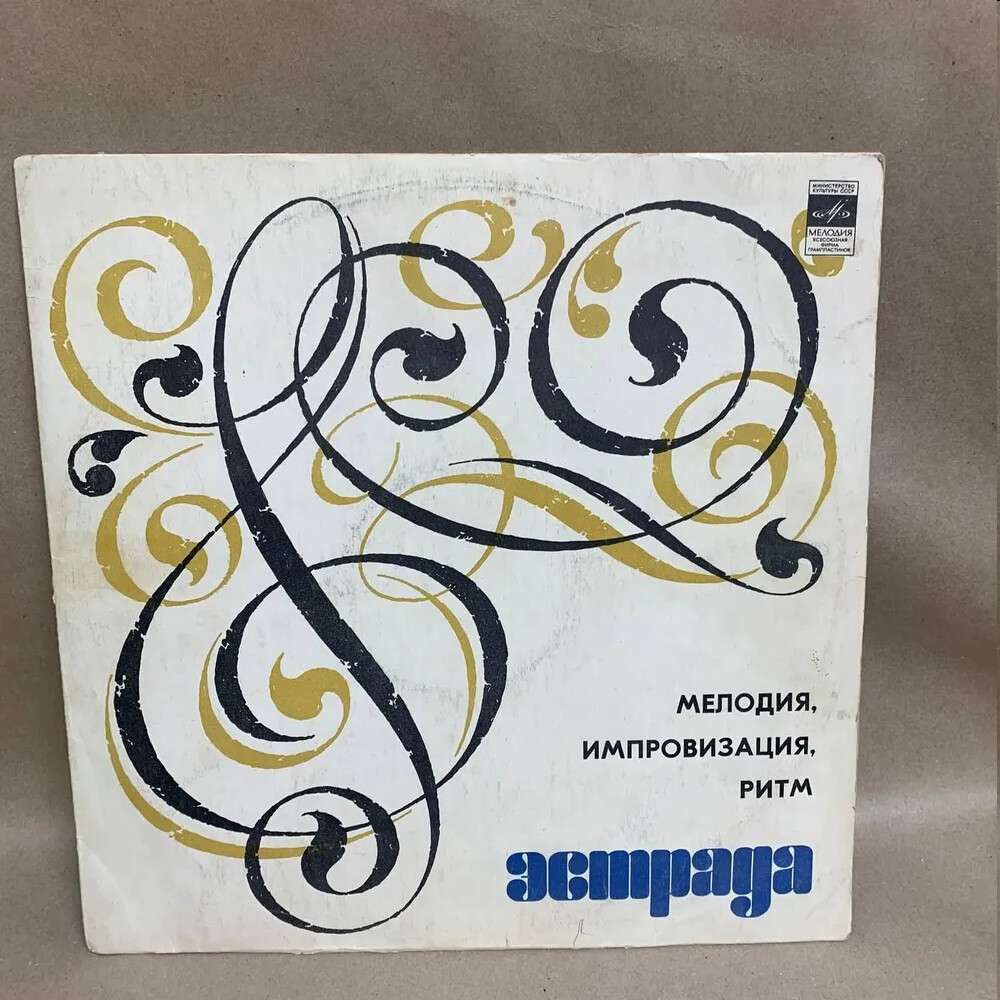 МИНИСТЕРСТВО
КУЛЬТУРЫ СССР
МЕЛОДИЯ
ВСЕСОЮЗНАЯ
ФИРМА
ГРАМПЛАСТИНОК
МЕЛОДИЯ,
ИМПРОВИЗАЦИЯ,
РИТМ
эстрада